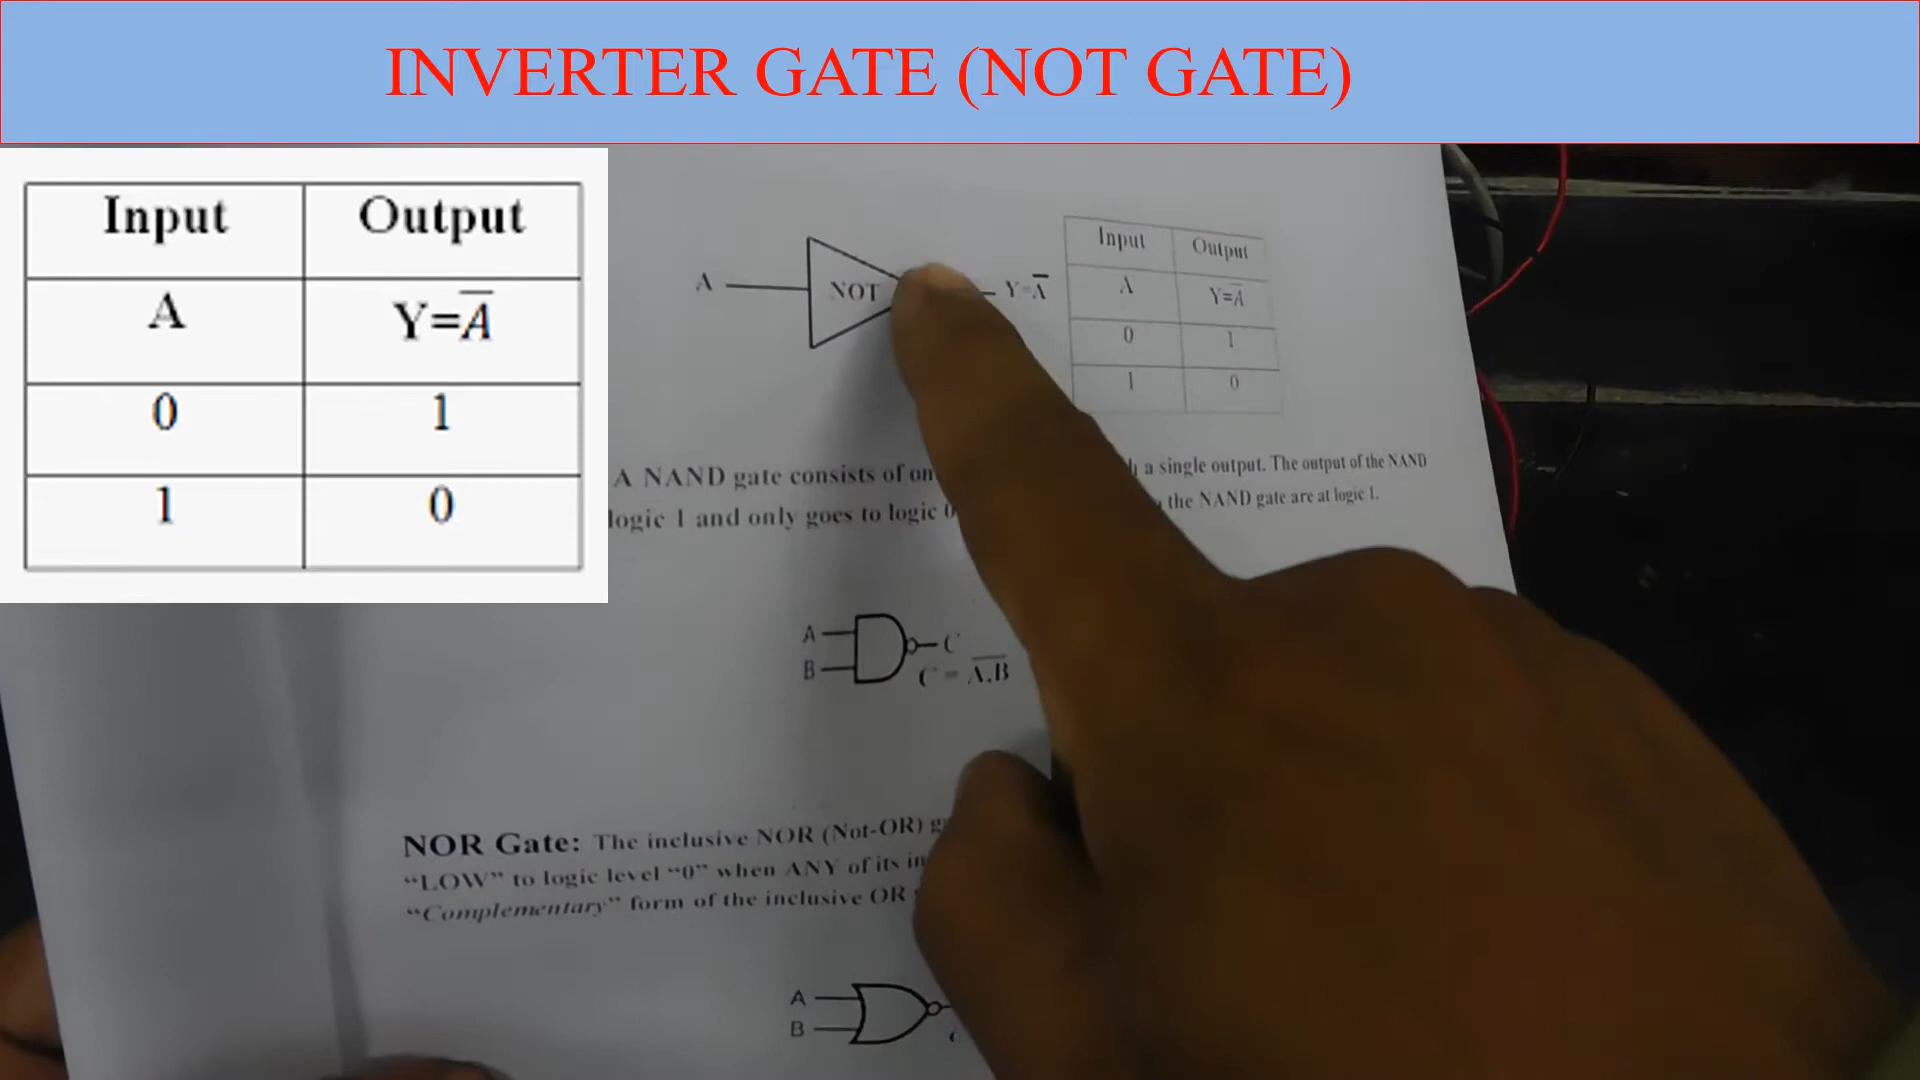 INVERTER GATE (NOT GATE)
Input Output
A Y=A̅
0 1
1 0
A NOT Y=A̅
Input Output
A Y=A̅
0 1
1 0
A NAND gate consists of a single output. The output of the NAND
logic 1 and only goes to logic 0 the NAND gate are at logic 1.
A
B
C
C = A̅.̅B̅
NOR Gate: The inclusive NOR (Not-OR)
“LOW” to logic level “0” when ANY of its
“Complementary” form of the inclusive OR
A
B